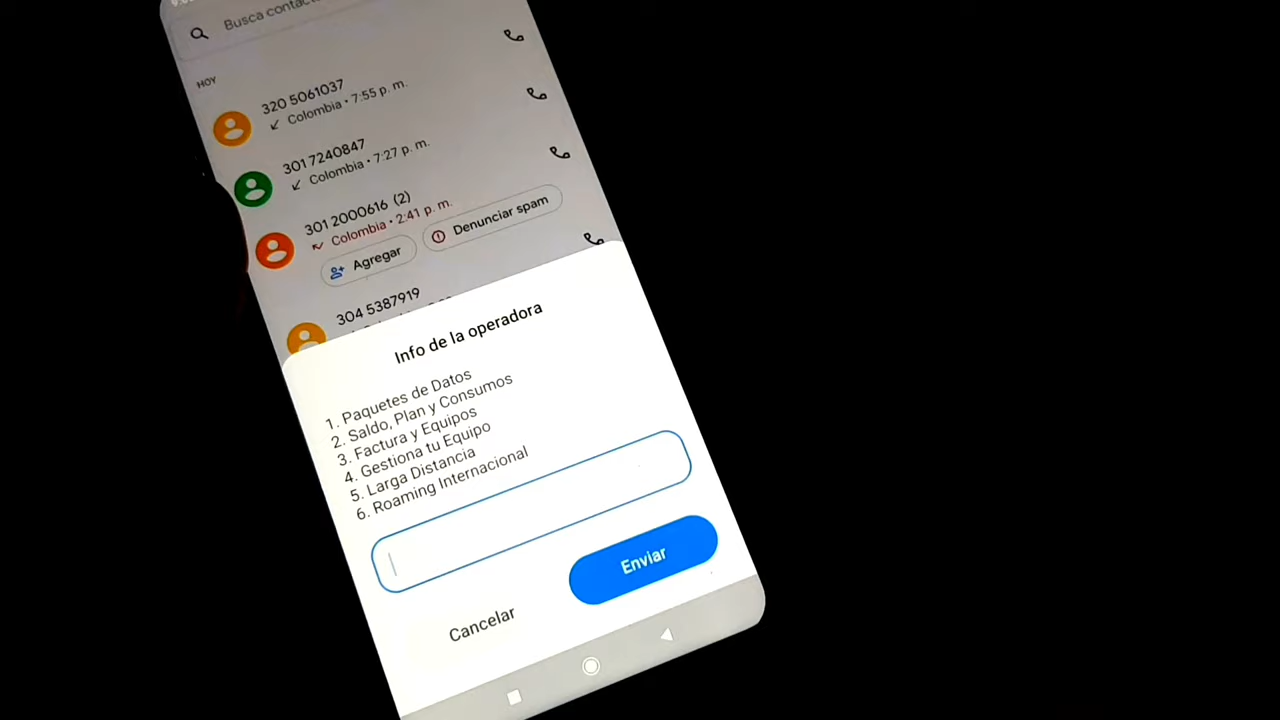 Busca contact
HOY
320 5061037
Colombia • 7:55 p. m.
301 7240847
Colombia • 7:27 p. m.
301 2000616 (2)
Colombia • 2:41 p. m.
Agregar
Denunciar spam
304 5387919
Info de la operadora
1. Paquetes de Datos
2. Saldo, Plan y Consumos
3. Factura y Equipos
4. Gestiona tu Equipo
5. Larga Distancia
6. Roaming Internacional
Enviar
Cancelar